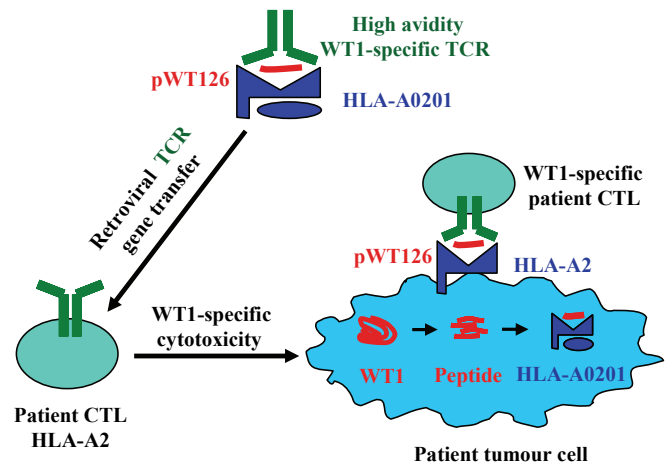 High avidity
WT1-specific TCR
pWT126
HLA-A0201
Retroviral TCR
gene transfer
WT1-specific
patient CTL
pWT126
HLA-A2
WT1-specific
cytotoxicity
WT1
Peptide
HLA-A0201
Patient CTL
HLA-A2
Patient tumour cell